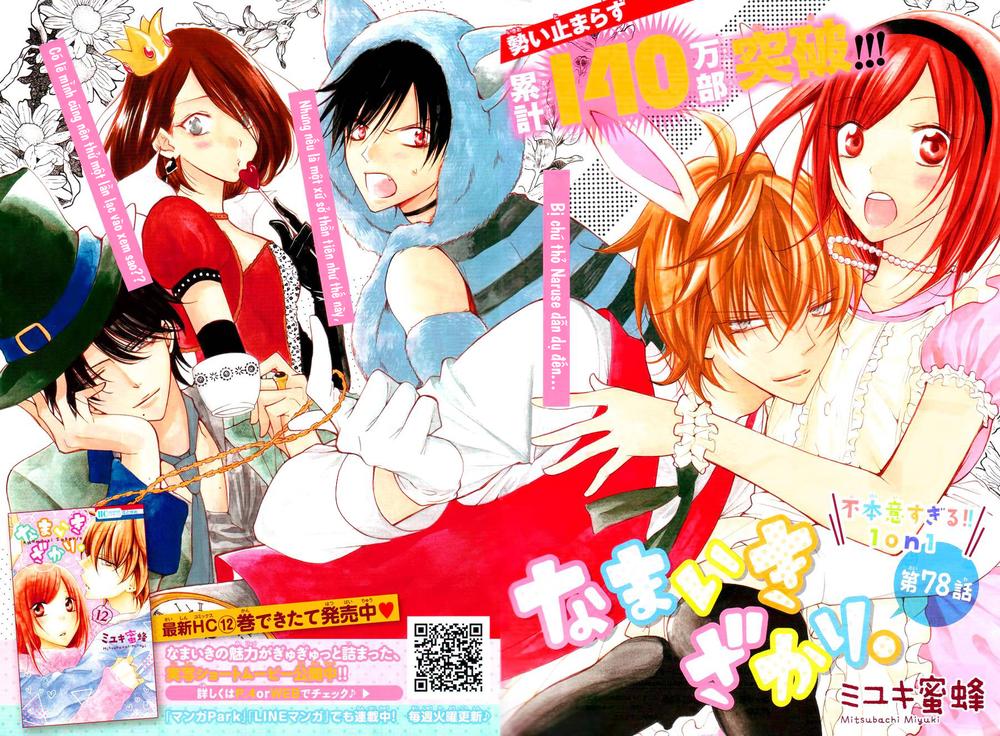 勢い止まらず
累計140万部突破!!!
Bị chú thỏ Naruse dẫn dụ đến...
Nhưng nếu là một xứ sở thần tiên như thế này,
Có lẽ mình cũng nên thử một lần lạc vào xem sao??
不本意すぎる!!
1on1
第78話
なまいき
ざかり。
ミユキ蜜蜂
Mitsubachi Miyuki
なまいき
ざかり。
12
ミユキ蜜蜂
最新HC⑫巻できたて発売中♥
なまいきの魅力がぎゅぎゅっと詰まった、
実写ショートムービー公開中!!
詳しくはP.4orWEBでチェック♪
「マンガPark」「LINEマンガ」でも連載中! 毎週火曜更新♪